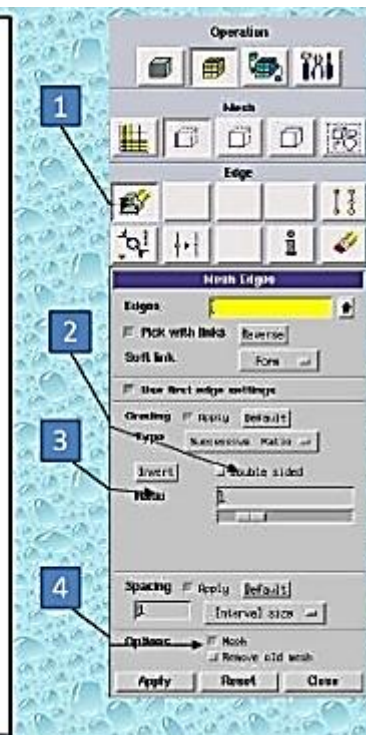 Operation
1
Mesh
Edge
Mesh Edges
Edges
2
Pick with links Reverse
Soft link Form
Use first edge settings
Grading Apply Default
Type Successive Ratio
3
Invert Double sided
Ratio 1
Spacing Apply Default
4
1 Interval size
Options Mesh
Remove old mesh
Apply Reset Close